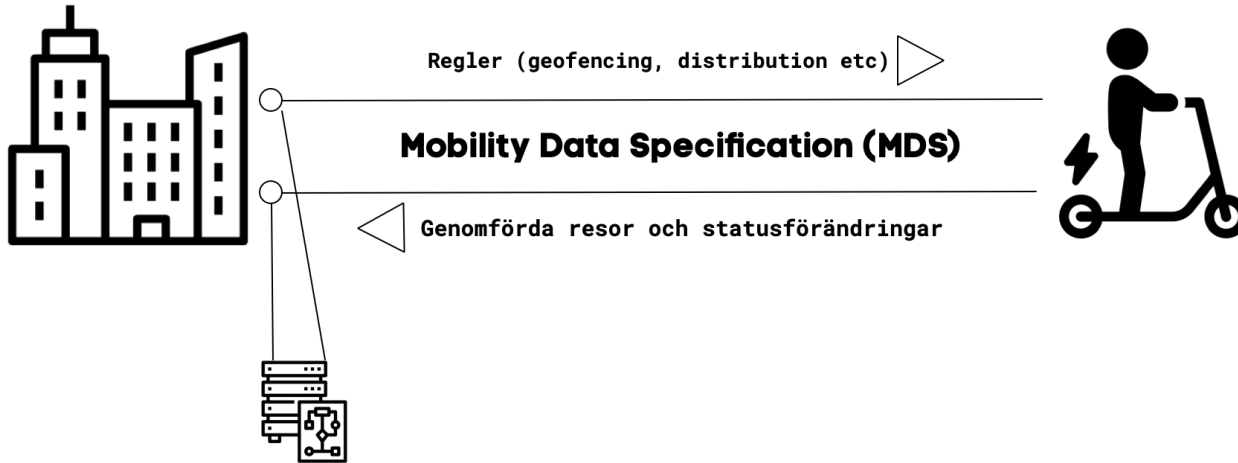 Regler (geofencing, distribution etc)
Mobility Data Specification (MDS)
Genomförda resor och statusförändringar